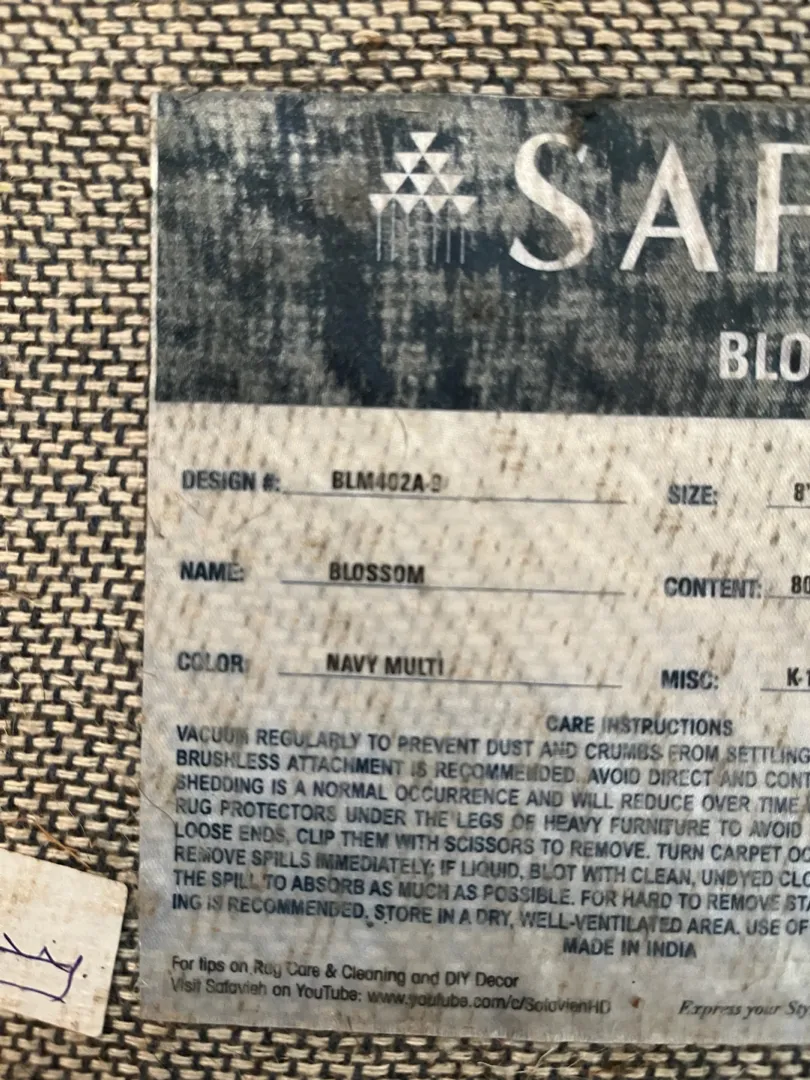 SAF
BLO
DESIGN #: BLM402A-9 SIZE: 8'
NAME: BLOSSOM CONTENT: 80
COLOR: NAVY MULTI MISC: K-1
CARE INSTRUCTIONS
VACUUM REGULARLY TO PREVENT DUST AND CRUMBS FROM SETTLING
BRUSHLESS ATTACHMENT IS RECOMMENDED. AVOID DIRECT AND CONT
SHEDDING IS A NORMAL OCCURRENCE AND WILL REDUCE OVER TIME
RUG PROTECTORS UNDER THE LEGS OF HEAVY FURNITURE TO AVOID
LOOSE ENDS, CLIP THEM WITH SCISSORS TO REMOVE. TURN CARPET OC
REMOVE SPILLS IMMEDIATELY; IF LIQUID, BLOT WITH CLEAN, UNDYED CLO
THE SPILL TO ABSORB AS MUCH AS POSSIBLE. FOR HARD TO REMOVE STA
ING IS RECOMMENDED. STORE IN A DRY, WELL-VENTILATED AREA. USE OF
MADE IN INDIA
For tips on Rug Care & Cleaning and DIY Decor
Visit Safavieh on YouTube: www.youtube.com/c/SafaviehHD Express your Sty